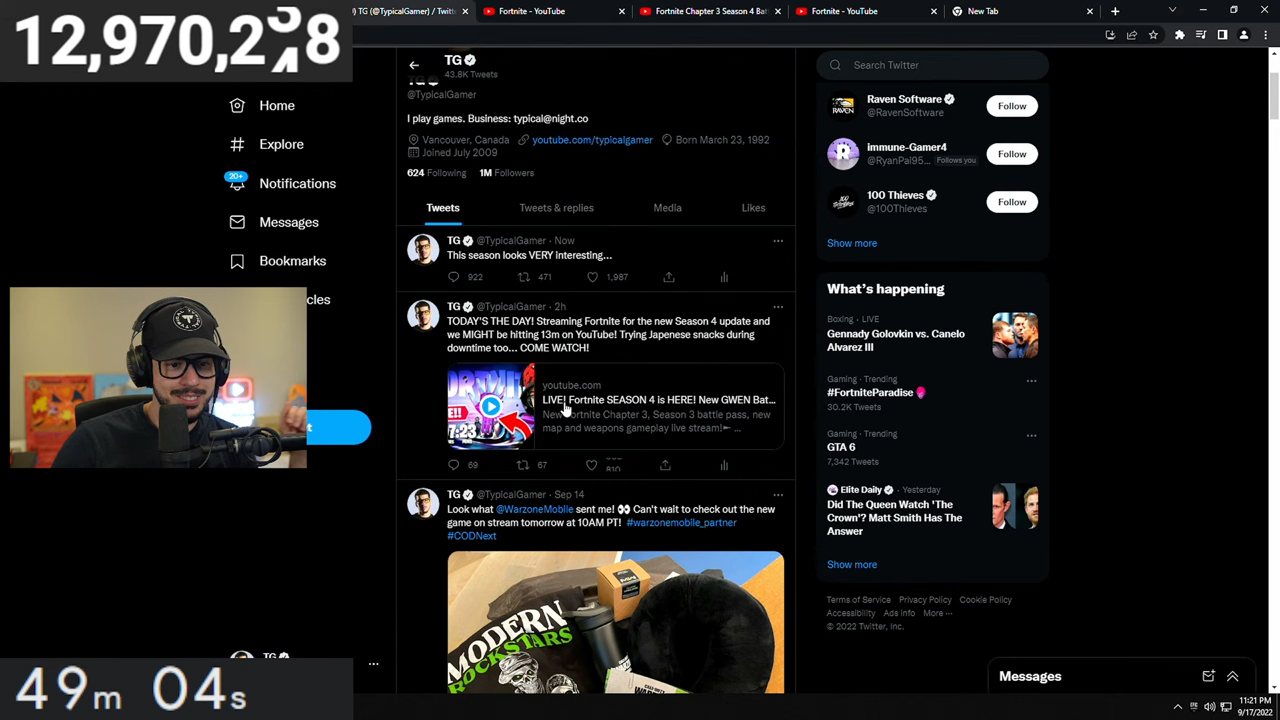 TG (@TypicalGamer) / Twitt
Fortnite - YouTube
Fortnite Chapter 3 Season 4 Bat
Fortnite - YouTube
New Tab
Home
Explore
20+
Notifications
Messages
Bookmarks
TG
43.8K Tweets
@TypicalGamer
I play games. Business: typical@night.co
Vancouver, Canada youtube.com/typicalgamer Born March 23, 1992
Joined July 2009
624 Following 1M Followers
Tweets Tweets & replies Media Likes
TG @TypicalGamer · Now
This season looks VERY interesting...
922 471 1,987
TG @TypicalGamer · 2h
TODAY'S THE DAY! Streaming Fortnite for the new Season 4 update and
we MIGHT be hitting 13m on YouTube! Trying Japenese snacks during
downtime too... COME WATCH!
youtube.com
LIVE! Fortnite SEASON 4 is HERE! New GWEN Bat...
New Fortnite Chapter 3, Season 3 battle pass, new
map and weapons gameplay live stream!► ...
7:23
69 67 810
TG @TypicalGamer · Sep 14
Look what @WarzoneMobile sent me! 👀 Can't wait to check out the new
game on stream tomorrow at 10AM PT! #warzonemobile_partner
#CODNext
MODERN
ROCKSTARS
Search Twitter
Raven Software
@RavenSoftware
Follow
immune-Gamer4
@RyanPal95... Follows you
Follow
100 Thieves
@100Thieves
Follow
Show more
What's happening
Boxing · LIVE
Gennady Golovkin vs. Canelo
Alvarez III
Gaming · Trending
#FortniteParadise
30.2K Tweets
Gaming · Trending
GTA 6
7,342 Tweets
Elite Daily · Yesterday
Did The Queen Watch 'The
Crown'? Matt Smith Has The
Answer
Show more
Terms of Service Privacy Policy Cookie Policy
Accessibility Ads info More ···
© 2022 Twitter, Inc.
Messages
TG
49m 04s
11:21 PM
9/17/2022